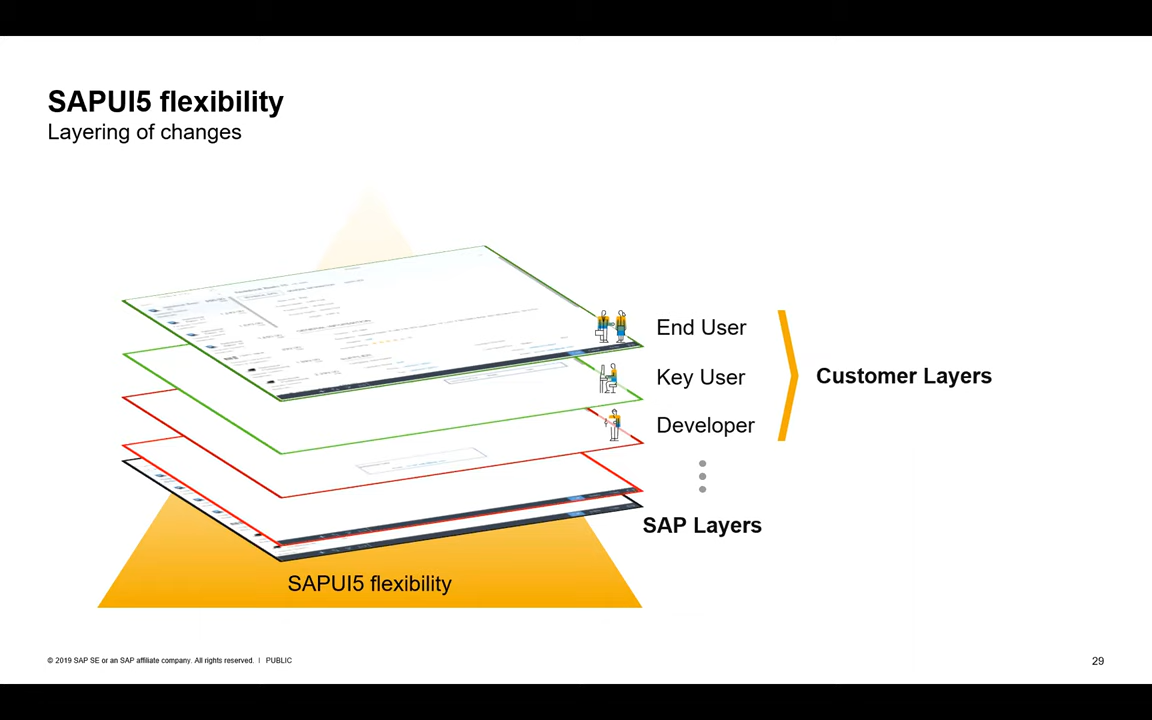 SAPUI5 flexibility
Layering of changes
End User
Key User
Developer
Customer Layers
SAP Layers
SAPUI5 flexibility
© 2019 SAP SE or an SAP affiliate company. All rights reserved. I PUBLIC
29